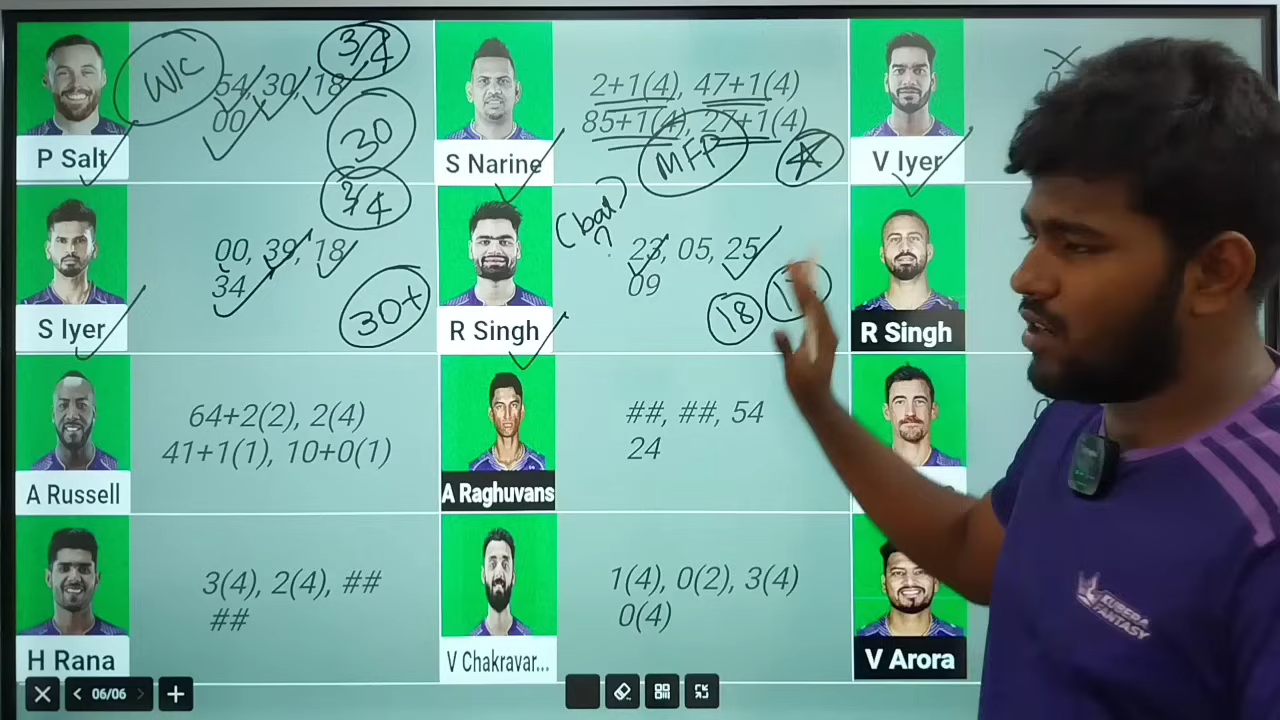 W/C
54, 30, 18
00
3/4
30
P Salt
2+1(4), 47+1(4)
85+1(4), 27+1(4)
MFP
S Narine
V Iyer
00, 39, 18
34
3/4
30+
S Iyer
(bat)
?
23, 05, 25
09
18
R Singh
R Singh
64+2(2), 2(4)
41+1(1), 10+0(1)
A Russell
##, ##, 54
24
A Raghuvans
3(4), 2(4), ##
##
H Rana
1(4), 0(2), 3(4)
0(4)
V Chakravar...
V Arora
KUBERA
FANTASY
06/06